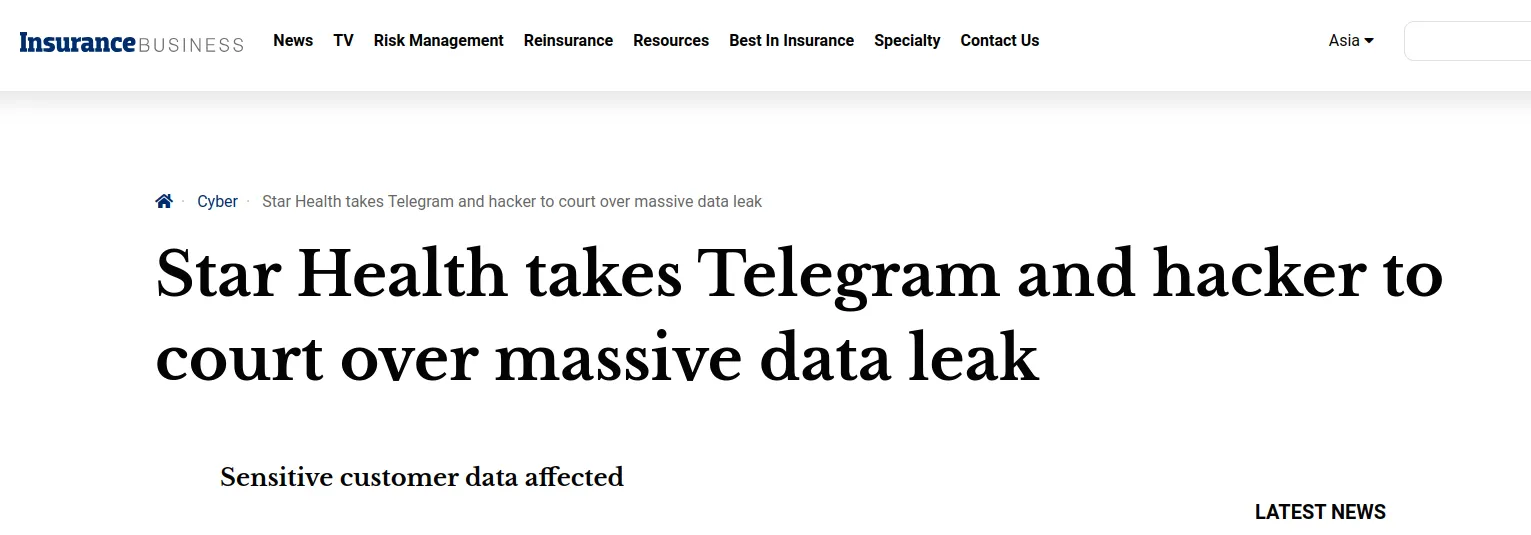 InsuranceBUSINESS News TV Risk Management Reinsurance Resources Best In Insurance Specialty Contact Us Asia
Cyber · Star Health takes Telegram and hacker to court over massive data leak
Star Health takes Telegram and hacker to
court over massive data leak
Sensitive customer data affected
LATEST NEWS